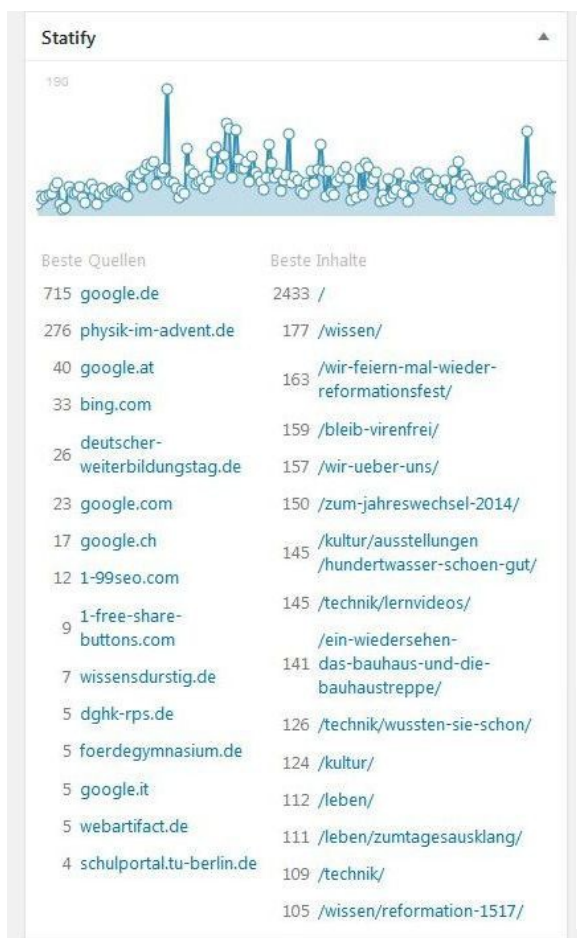 Statify
190
Beste Quellen
715 google.de
276 physik-im-advent.de
40 google.at
33 bing.com
26 deutscher-
weiterbildungstag.de
23 google.com
17 google.ch
12 1-99seo.com
9 1-free-share-
buttons.com
7 wissensdurstig.de
5 dghk-rps.de
5 foerdegymnasium.de
5 google.it
5 webartifact.de
4 schulportal.tu-berlin.de
Beste Inhalte
2433 /
177 /wissen/
163 /wir-feiern-mal-wieder-
reformationsfest/
159 /bleib-virenfrei/
157 /wir-ueber-uns/
150 /zum-jahreswechsel-2014/
145 /kultur/ausstellungen
/hundertwasser-schoen-gut/
145 /technik/lernvideos/
/ein-wiedersehen-
141 das-bauhaus-und-die-
bauhaustreppe/
126 /technik/wussten-sie-schon/
124 /kultur/
112 /leben/
111 /leben/zumtagesausklang/
109 /technik/
105 /wissen/reformation-1517/